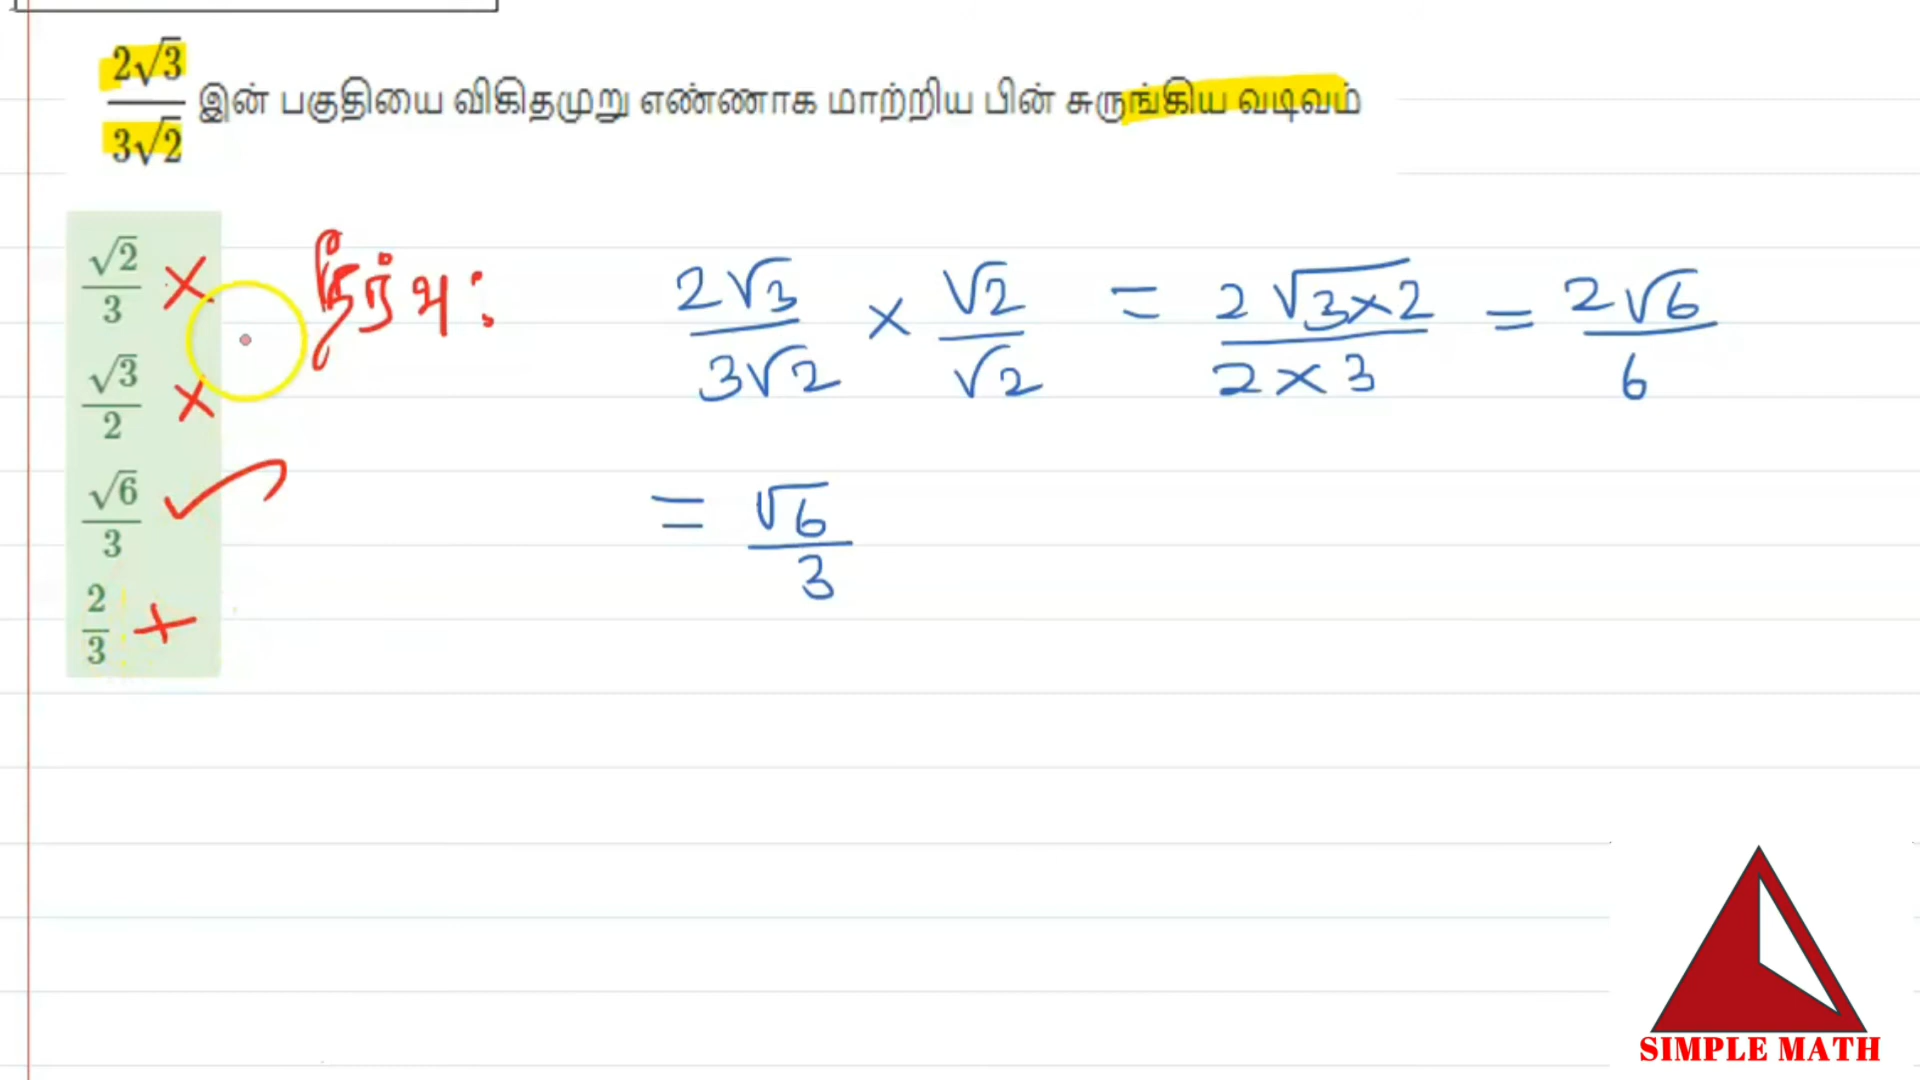 2√3/3√2 இன் பகுதியை விகிதமுறு எண்ணாக மாற்றிய பின் சுருங்கிய வடிவம்
√2/3 ×
தீர்வு :
2√3/3√2 × √2/√2 = 2√3×2/2×3 = 2√6/6
√3/2 ×
√6/3 ✓
= √6/3
2/3 ×
SIMPLE MATH